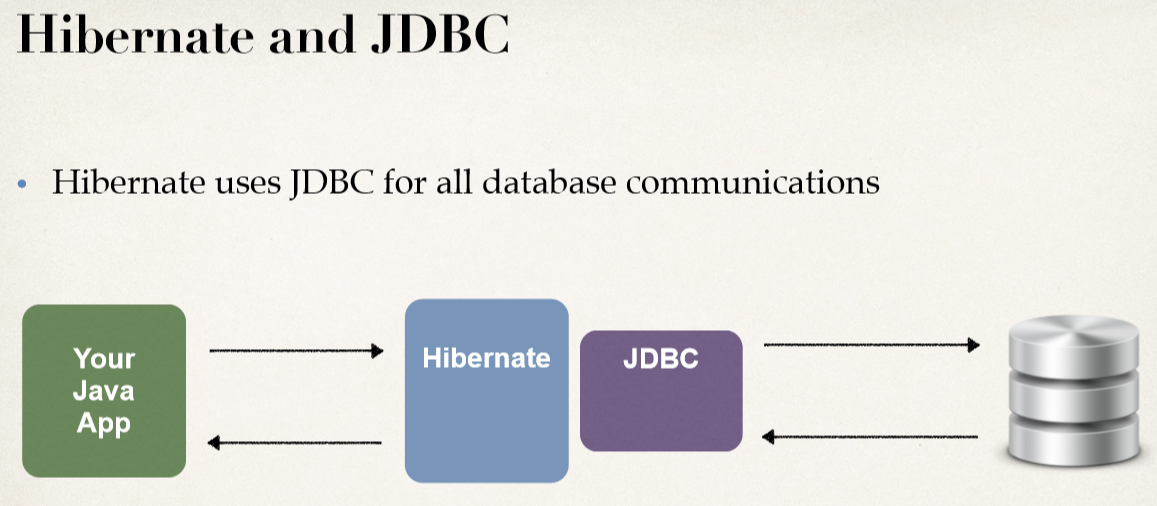 Hibernate and JDBC
• Hibernate uses JDBC for all database communications
Your
Java
App
Hibernate
JDBC